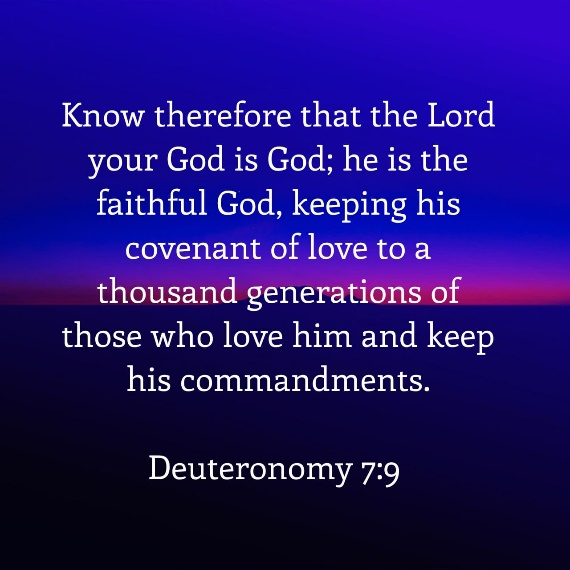 Know therefore that the Lord
your God is God; he is the
faithful God, keeping his
covenant of love to a
thousand generations of
those who love him and keep
his commandments.
Deuteronomy 7:9